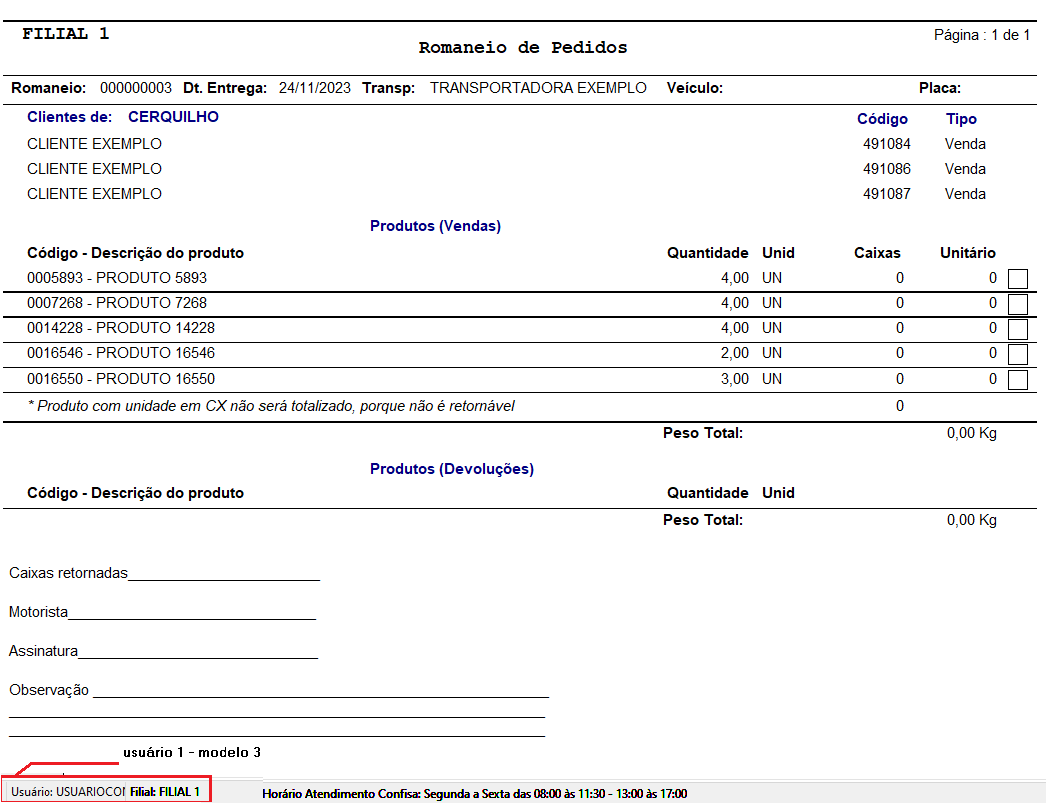 FILIAL 1
Página : 1 de 1
Romaneio de Pedidos
Romaneio: 000000003 Dt. Entrega: 24/11/2023 Transp: TRANSPORTADORA EXEMPLO Veículo: Placa:
Clientes de: CERQUILHO Código Tipo
CLIENTE EXEMPLO 491084 Venda
CLIENTE EXEMPLO 491086 Venda
CLIENTE EXEMPLO 491087 Venda
Produtos (Vendas)
Código - Descrição do produto Quantidade Unid Caixas Unitário
0005893 - PRODUTO 5893 4,00 UN 0 0
0007268 - PRODUTO 7268 4,00 UN 0 0
0014228 - PRODUTO 14228 4,00 UN 0 0
0016546 - PRODUTO 16546 2,00 UN 0 0
0016550 - PRODUTO 16550 3,00 UN 0 0
* Produto com unidade em CX não será totalizado, porque não é retornável 0
Peso Total: 0,00 Kg
Produtos (Devoluções)
Código - Descrição do produto Quantidade Unid
Peso Total: 0,00 Kg
Caixas retornadas
Motorista
Assinatura
Observação
usuário 1 - modelo 3
Usuário: USUARIOCON Filial: FILIAL 1 Horário Atendimento Confisa: Segunda a Sexta das 08:00 às 11:30 - 13:00 às 17:00